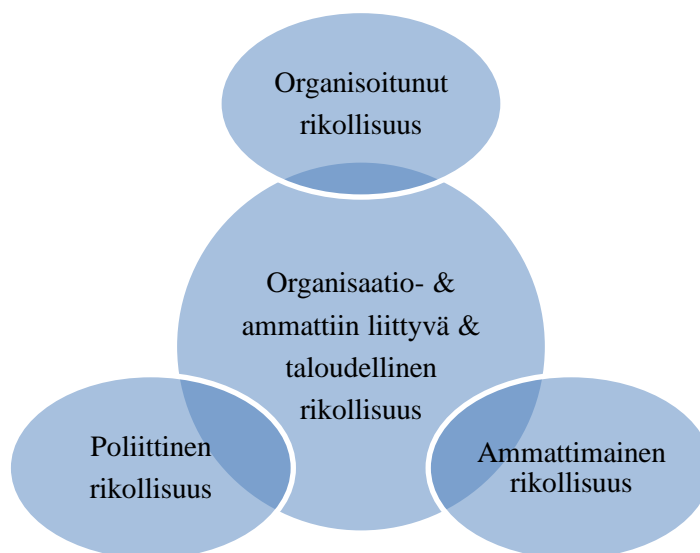 Organisoitunut
rikollisuus
Organisaatio- &
ammattiin liittyvä &
taloudellinen
rikollisuus
Poliittinen
rikollisuus
Ammattimainen
rikollisuus